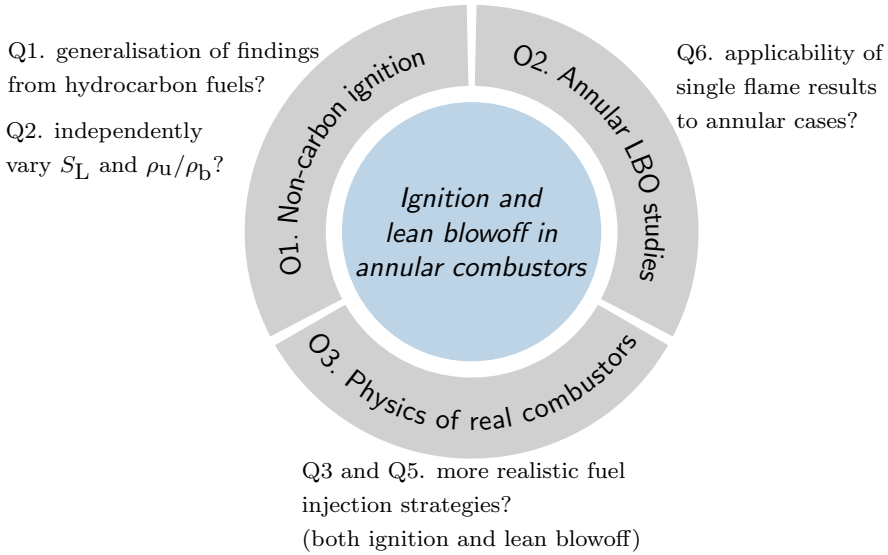 Q1. generalisation of findings
from hydrocarbon fuels?
Q2. independently
vary S_L and ρ_u/ρ_b?
O1. Non-carbon ignition
O2. Annular LBO studies
Q6. applicability of
single flame results
to annular cases?
Ignition and
lean blowoff in
annular combustors
O3. Physics of real combustors
Q3 and Q5. more realistic fuel
injection strategies?
(both ignition and lean blowoff)